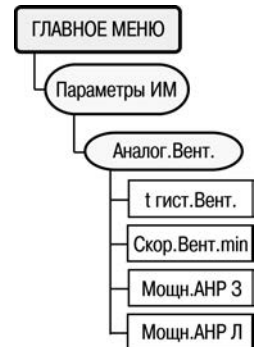 ГЛАВНОЕ МЕНЮ
Параметры ИМ
Аналог.Вент.
t гист.Вент.
Скор.Вент.min
Мощн.АНР З
Мощн.АНР Л